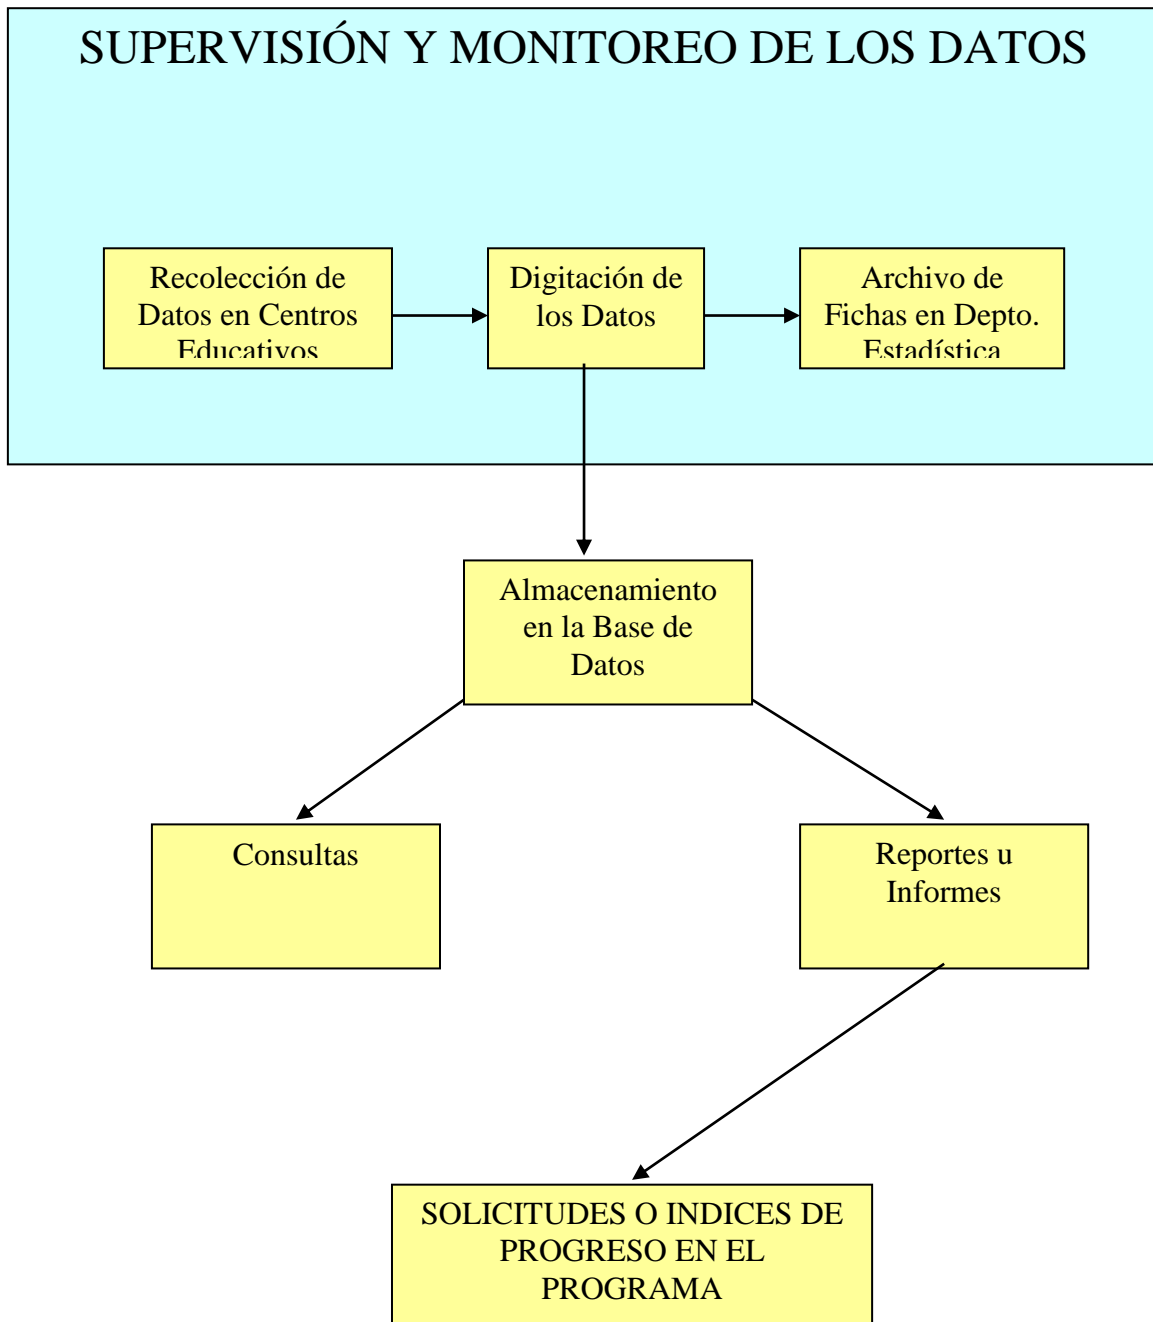 SUPERVISIÓN Y MONITOREO DE LOS DATOS
Recolección de
Datos en Centros
Educativos
Digitación de
los Datos
Archivo de
Fichas en Depto.
Estadística
Almacenamiento
en la Base de
Datos
Consultas
Reportes u
Informes
SOLICITUDES O INDICES DE
PROGRESO EN EL
PROGRAMA